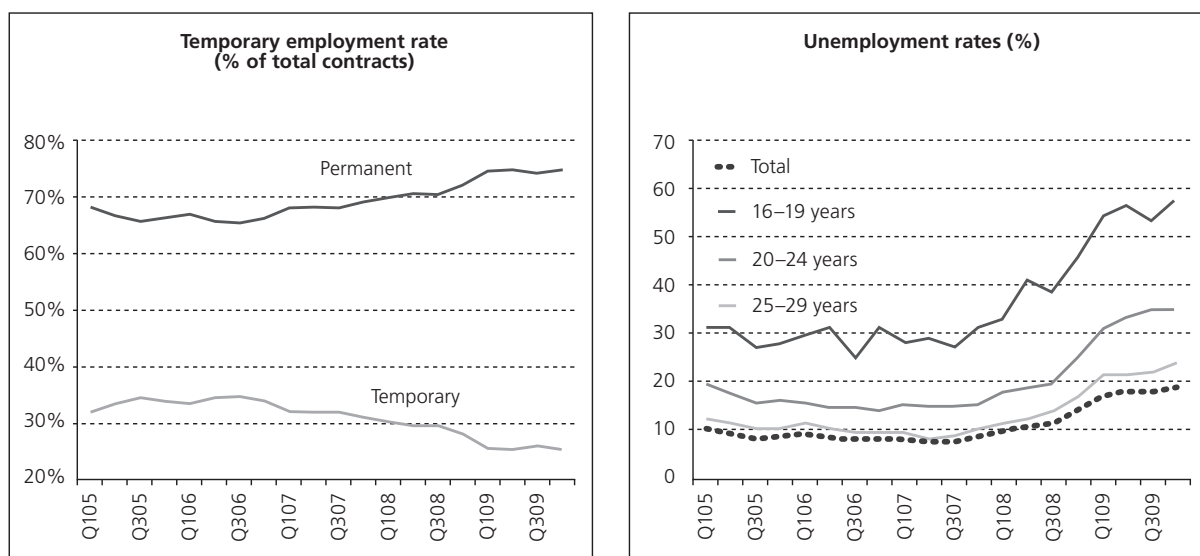 Temporary employment rate
(% of total contracts)
80%
70%
60%
50%
40%
30%
20%
Permanent
Temporary
Q105
Q305
Q106
Q306
Q107
Q307
Q108
Q308
Q109
Q309
Unemployment rates (%)
70
60
50
40
30
20
10
0
Total
16–19 years
20–24 years
25–29 years
Q105
Q305
Q106
Q306
Q107
Q307
Q108
Q308
Q109
Q309